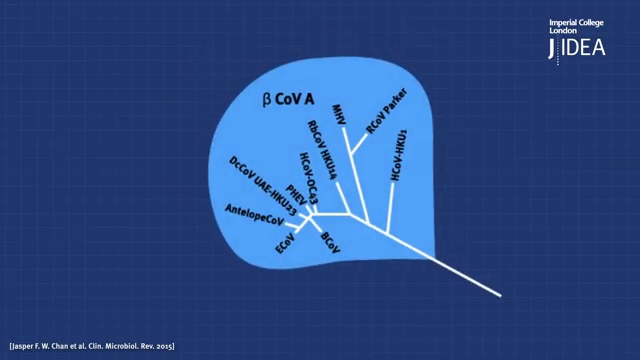 Imperial College
London
J|IDEA
β CoV A
MHV
RCoV Parker
RbCoV HKU14
HCoV-HKU1
HCoV-OC43
PHEV
DcCoV UAE-HKU23
AntelopeCoV
ECoV
BCoV
[Jasper F. W. Chan et al. Clin. Microbiol. Rev. 2015]